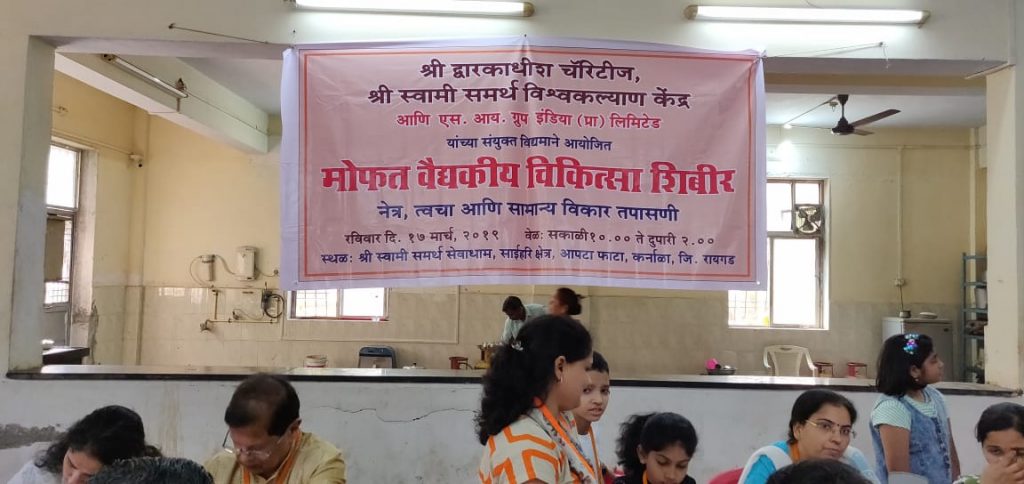 श्री द्वारकाधीश चॅरिटीज,
श्री स्वामी समर्थ विश्वकल्याण केंद्र
आणि एस. आय. ग्रुप इंडिया (प्रा) लिमिटेड
यांच्या संयुक्त विद्यमाने आयोजित
मोफत वैद्यकीय चिकित्सा शिबीर
नेत्र, त्वचा आणि सामान्य विकार तपासणी
रविवार दि. १७ मार्च, २०१९ वेळः सकाळी१०.०० ते दुपारी २.००
स्थळः श्री स्वामी समर्थ सेवाधाम, साईहरि क्षेत्र, आपटा फाटा, कर्नाळा, जि. रायगड